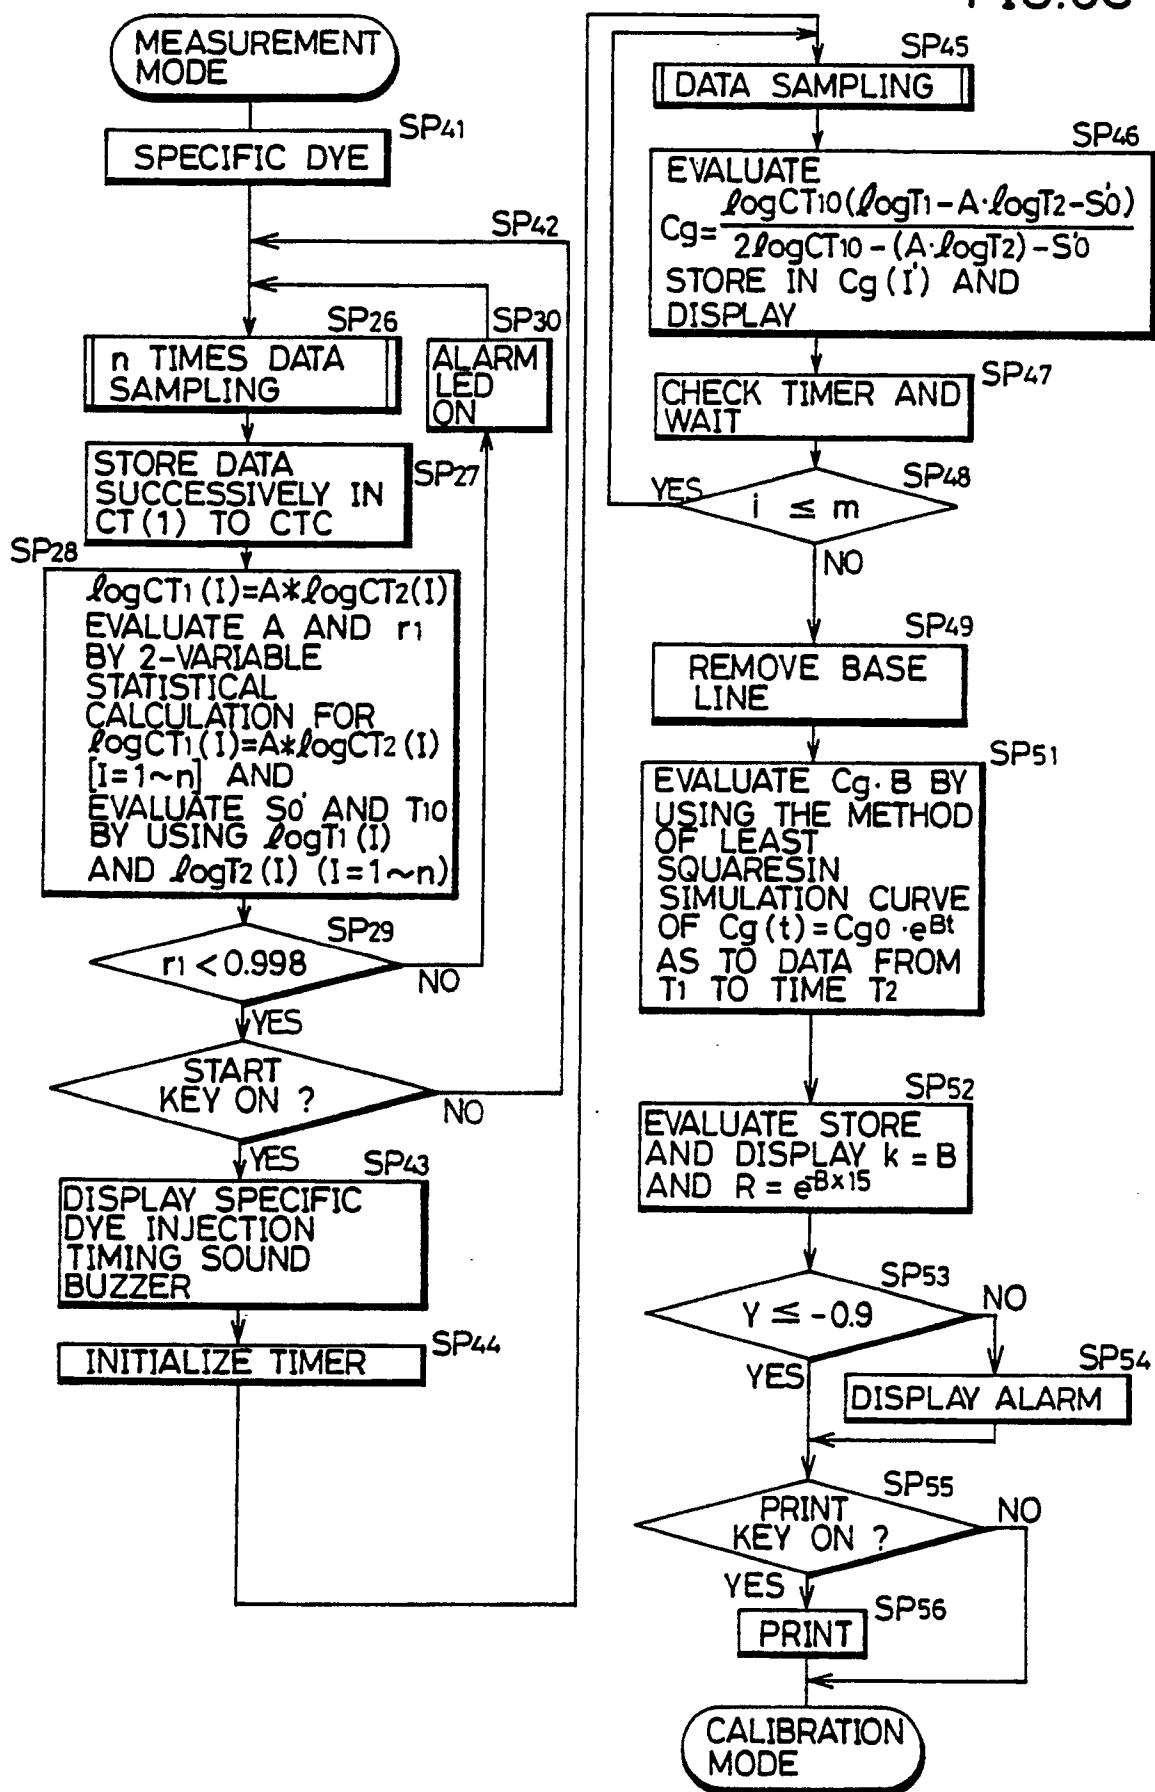 MEASUREMENT
MODE
SP41
SPECIFIC DYE
SP42
SP26
n TIMES DATA
SAMPLING
SP30
ALARM
LED
ON
STORE DATA
SUCCESSIVELY IN
CT(1) TO CTC
SP27
SP28
logCT1(I)=A*logCT2(I)
EVALUATE A AND r1
BY 2-VARIABLE
STATISTICAL
CALCULATION FOR
logCT1(I)=A*logCT2(I)
[I=1~n] AND
EVALUATE S0' AND T10
BY USING logT1(I)
AND logT2(I) (I=1~n)
SP29
r1<0.998
NO
YES
START
KEY ON ?
NO
YES
SP43
DISPLAY SPECIFIC
DYE INJECTION
TIMING SOUND
BUZZER
SP44
INITIALIZE TIMER
SP45
DATA SAMPLING
SP46
EVALUATE
Cg= logCT10(logT1-A·logT2-S'0)
2logCT10-(A·logT2)-S'0
STORE IN Cg(I') AND
DISPLAY
SP47
CHECK TIMER AND
WAIT
SP48
YES
i ≤ m
NO
SP49
REMOVE BASE
LINE
SP51
EVALUATE Cg·B BY
USING THE METHOD
OF LEAST
SQUARESIN
SIMULATION CURVE
OF Cg(t)=Cg0·eBt
AS TO DATA FROM
T1 TO TIME T2
SP52
EVALUATE STORE
AND DISPLAY k=B
AND R=e-B×15
SP53
Y ≤ -0.9
NO
YES
SP54
DISPLAY ALARM
SP55
PRINT
KEY ON ?
NO
YES
SP56
PRINT
CALIBRATION
MODE